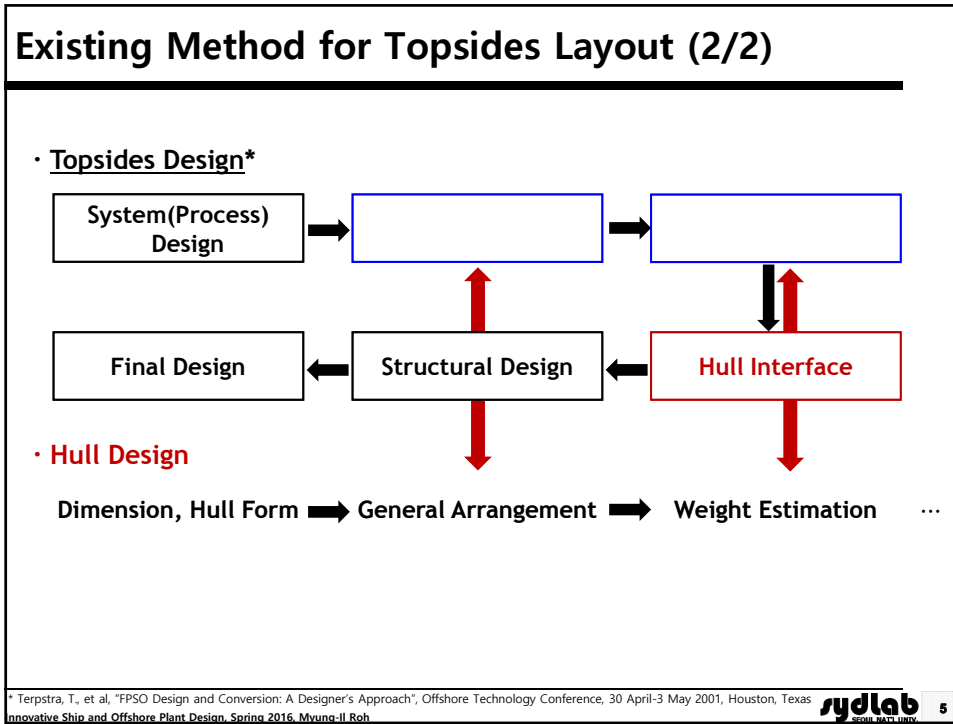 Existing Method for Topsides Layout (2/2)
· Topsides Design*
System(Process)
Design
Final Design
Structural Design
Hull Interface
· Hull Design
Dimension, Hull Form
General Arrangement
Weight Estimation
...
* Terpstra, T., et al, "FPSO Design and Conversion: A Designer's Approach", Offshore Technology Conference, 30 April-3 May 2001, Houston, Texas
nnovative Ship and Offshore Plant Design, Spring 2016, Myung-Il Roh
sydlab
SEOUL NAT'L UNIV.
5